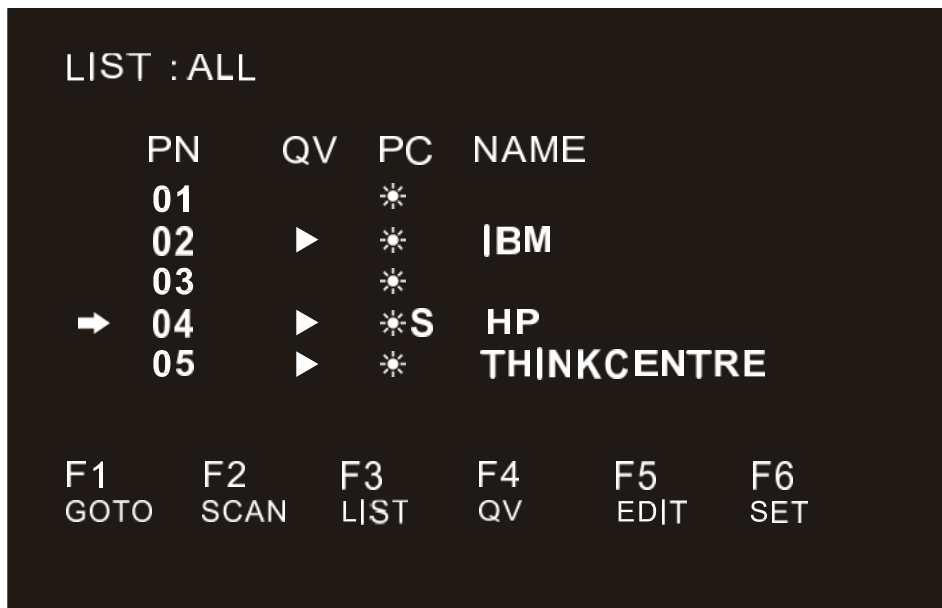 LIST : ALL
PN QV PC NAME
01 ☀
02 ▶ ☀ IBM
03 ☀
➡ 04 ▶ ☀S HP
05 ▶ ☀ THINKCENTRE
F1 F2 F3 F4 F5 F6
GOTO SCAN LIST QV EDIT SET